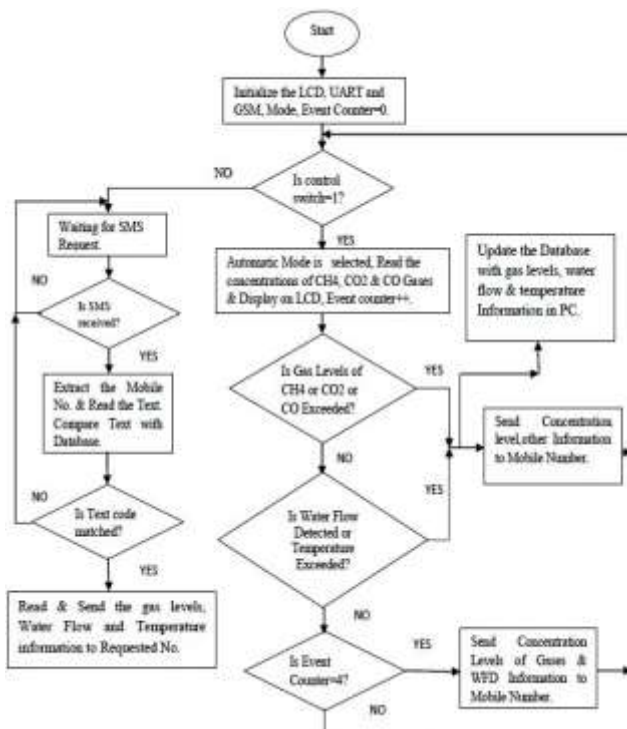 Start
Initialize the LCD, UART and
GSM, Mode, Event Counter=0.
NO
Is control
switch=1?
Waiting for SMS
Request.
YES
Automatic Mode is selected, Read the
concentrations of CH4, CO2 & CO Gases
& Display on LCD, Event counter++.
Update the Database
with gas levels, water
flow & temperature
Information in PC.
NO
Is SMS
received?
YES
Is Gas Levels of
CH4 or CO2 or
CO Exceeded?
YES
Extract the Mobile
No. & Read the Text.
Compare Text with
Database.
Send Concentration
level,other Information
to Mobile Number.
NO
NO
YES
Is Text code
matched?
Is Water Flow
Detected or
Temperature
Exceeded?
YES
Read & Send the gas levels,
Water Flow and Temperature
information to Requested No.
NO
Is Event
Counter=4?
YES
Send Concentration
Levels of Gases &
WFD Information to
Mobile Number.
NO